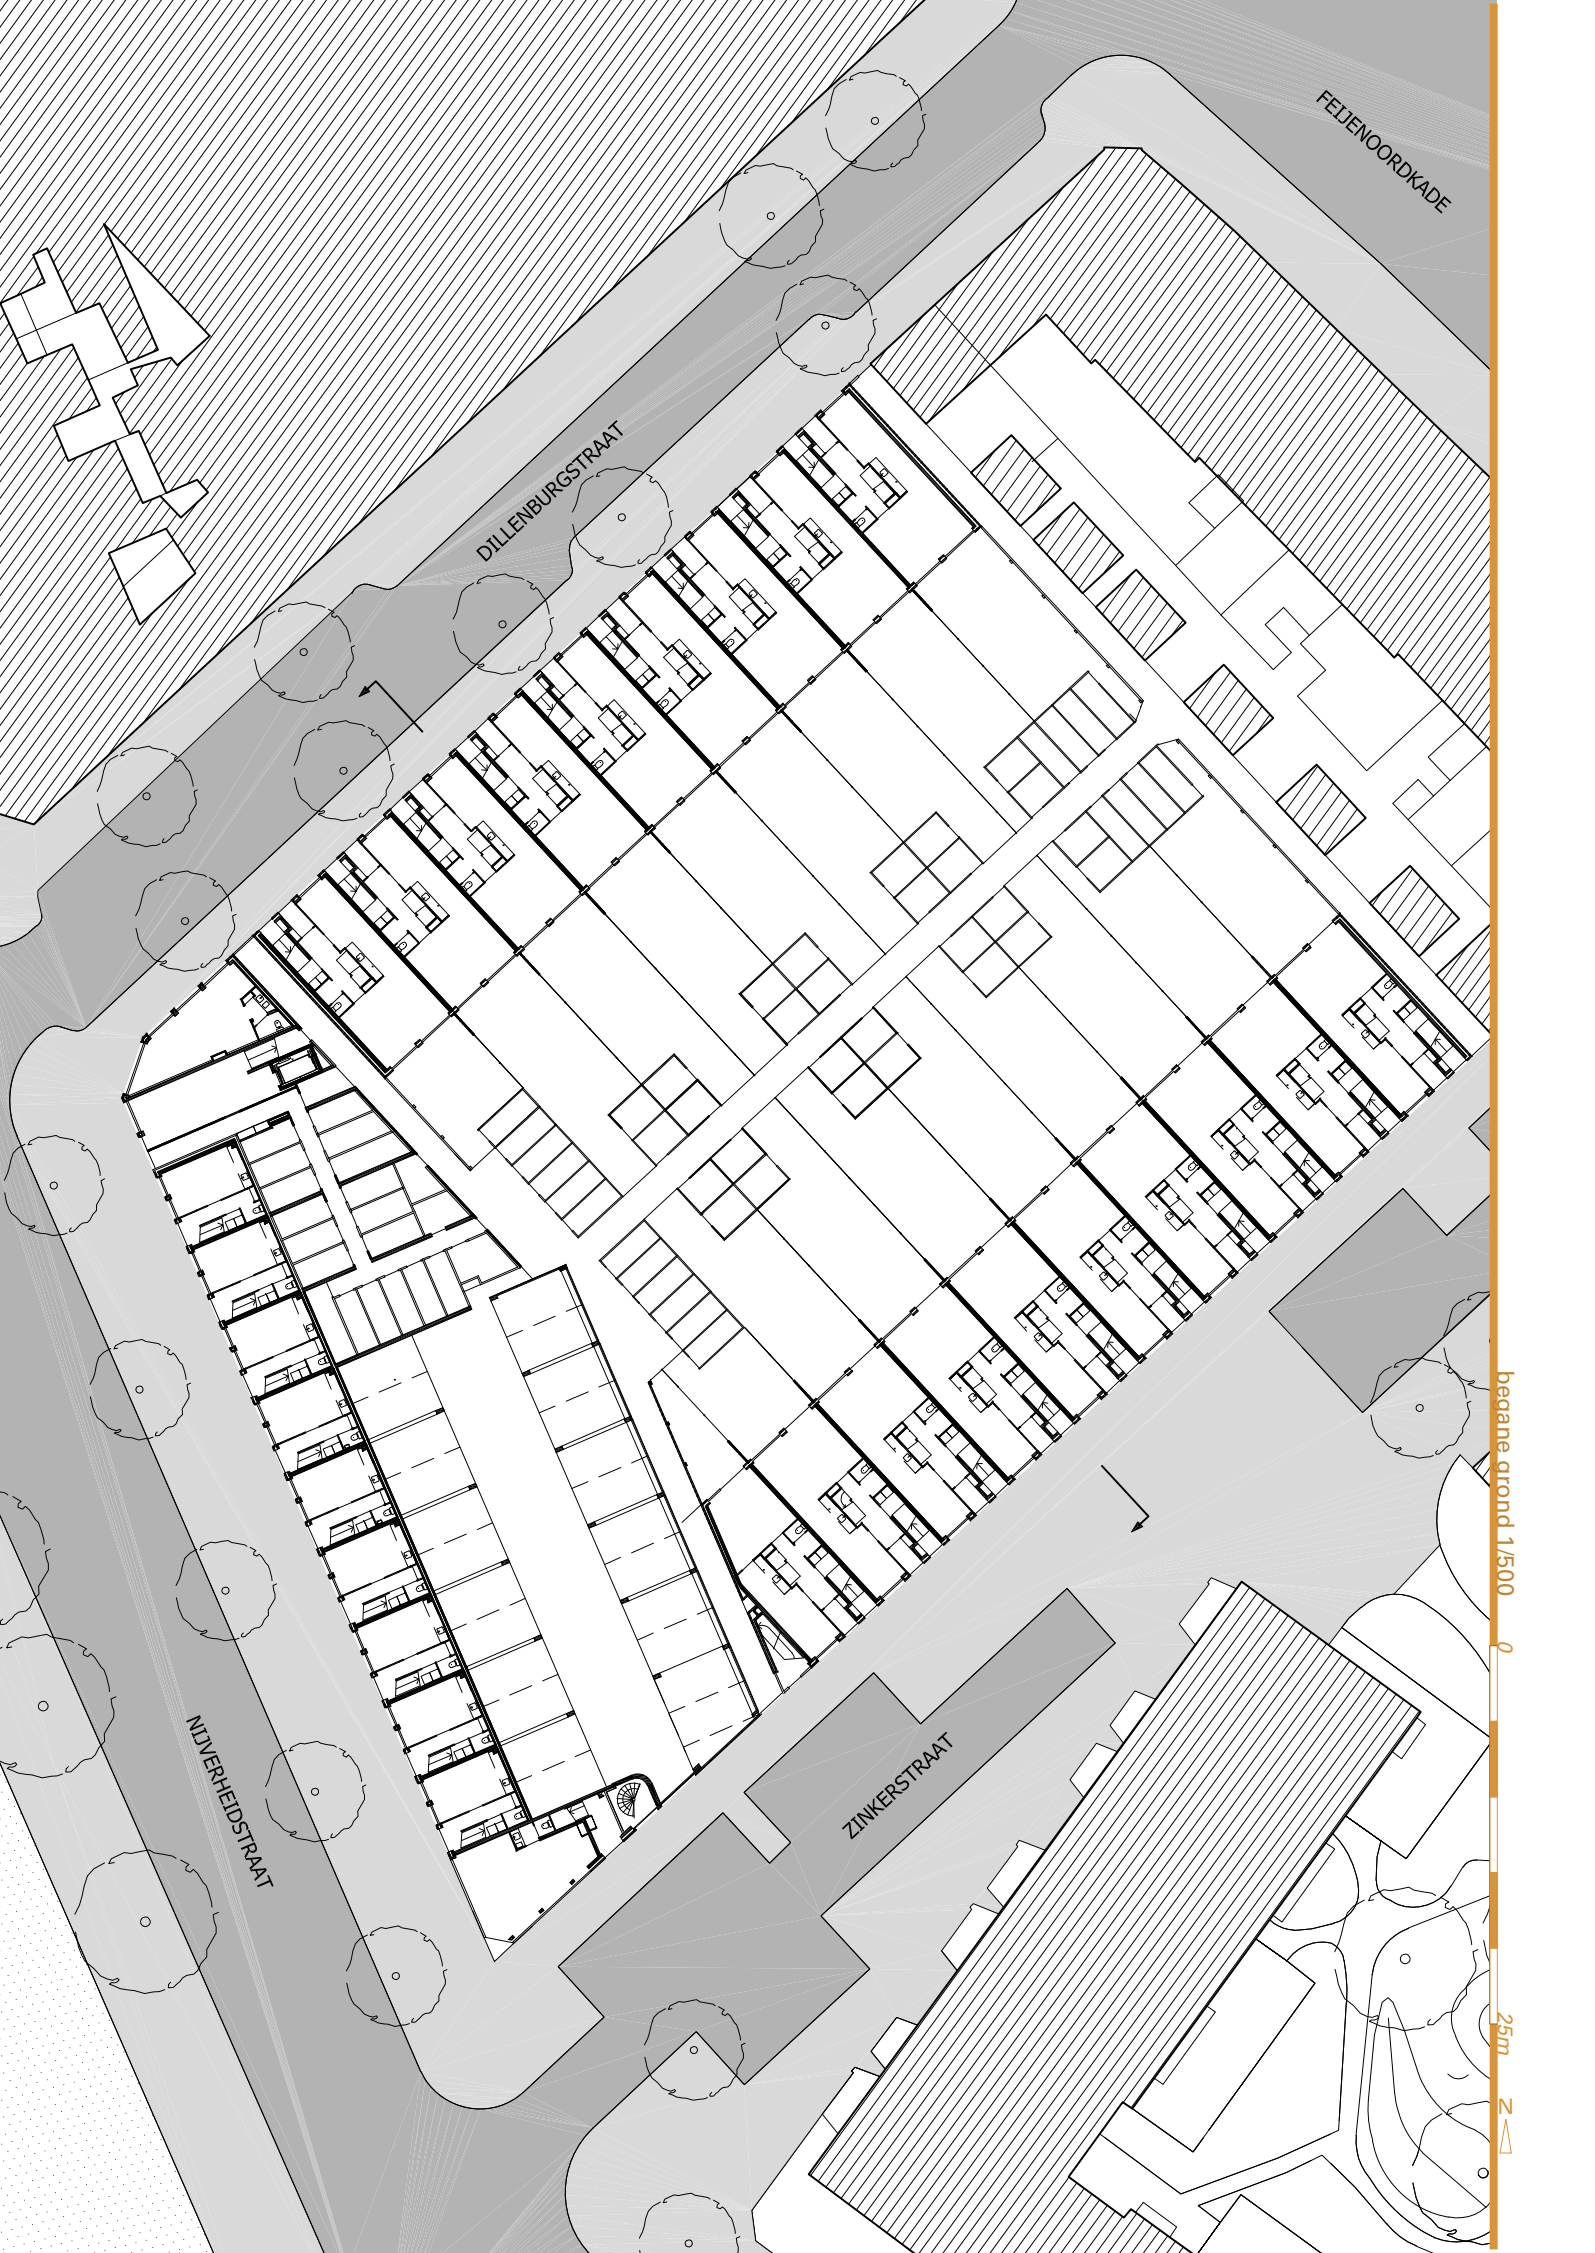 FEIJENOORDKADE
DILLENBURGSTRAAT
NIJVERHEIDSTRAAT
ZINKERSTRAAT
begane grond 1/500
0
25m
N